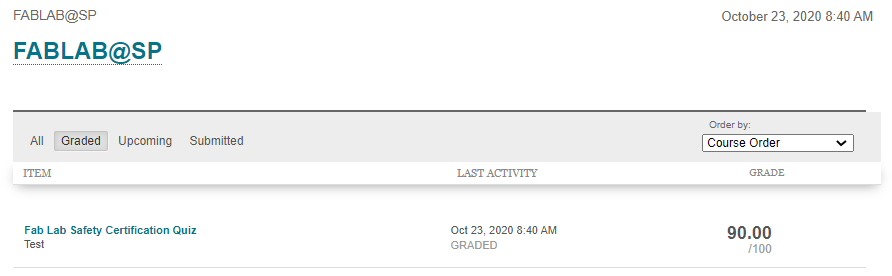 FABLAB@SP
October 23, 2020 8:40 AM
FABLAB@SP
Order by:
All Graded Upcoming Submitted
Course Order
ITEM LAST ACTIVITY GRADE
Fab Lab Safety Certification Quiz Oct 23, 2020 8:40 AM 90.00
Test GRADED /100